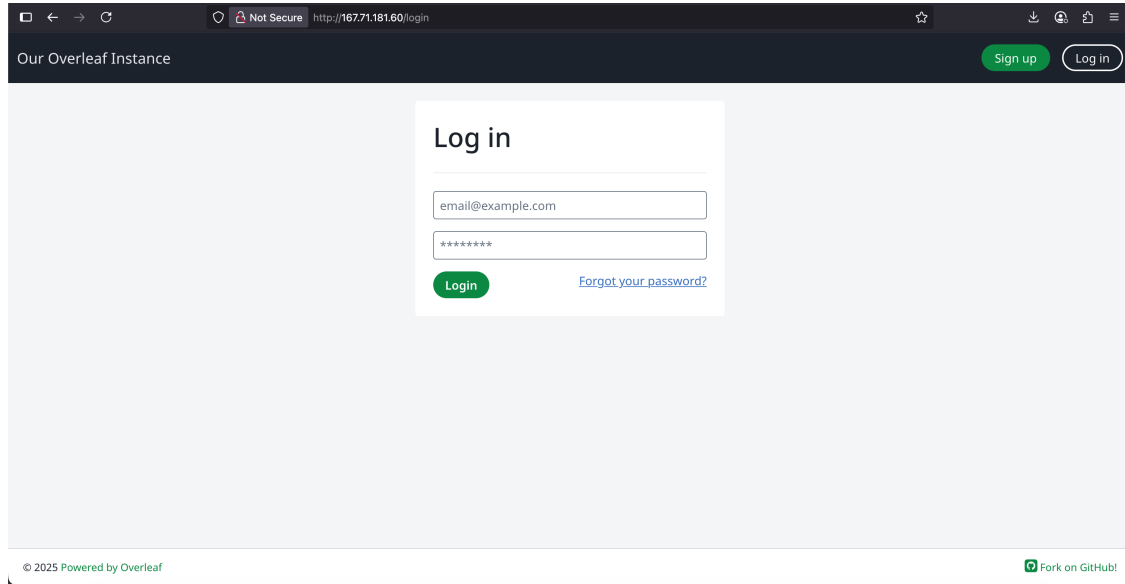 Not Secure http://167.71.181.60/login
Our Overleaf Instance Sign up Log in
Log in
email@example.com
********
Login Forgot your password?
© 2025 Powered by Overleaf Fork on GitHub!